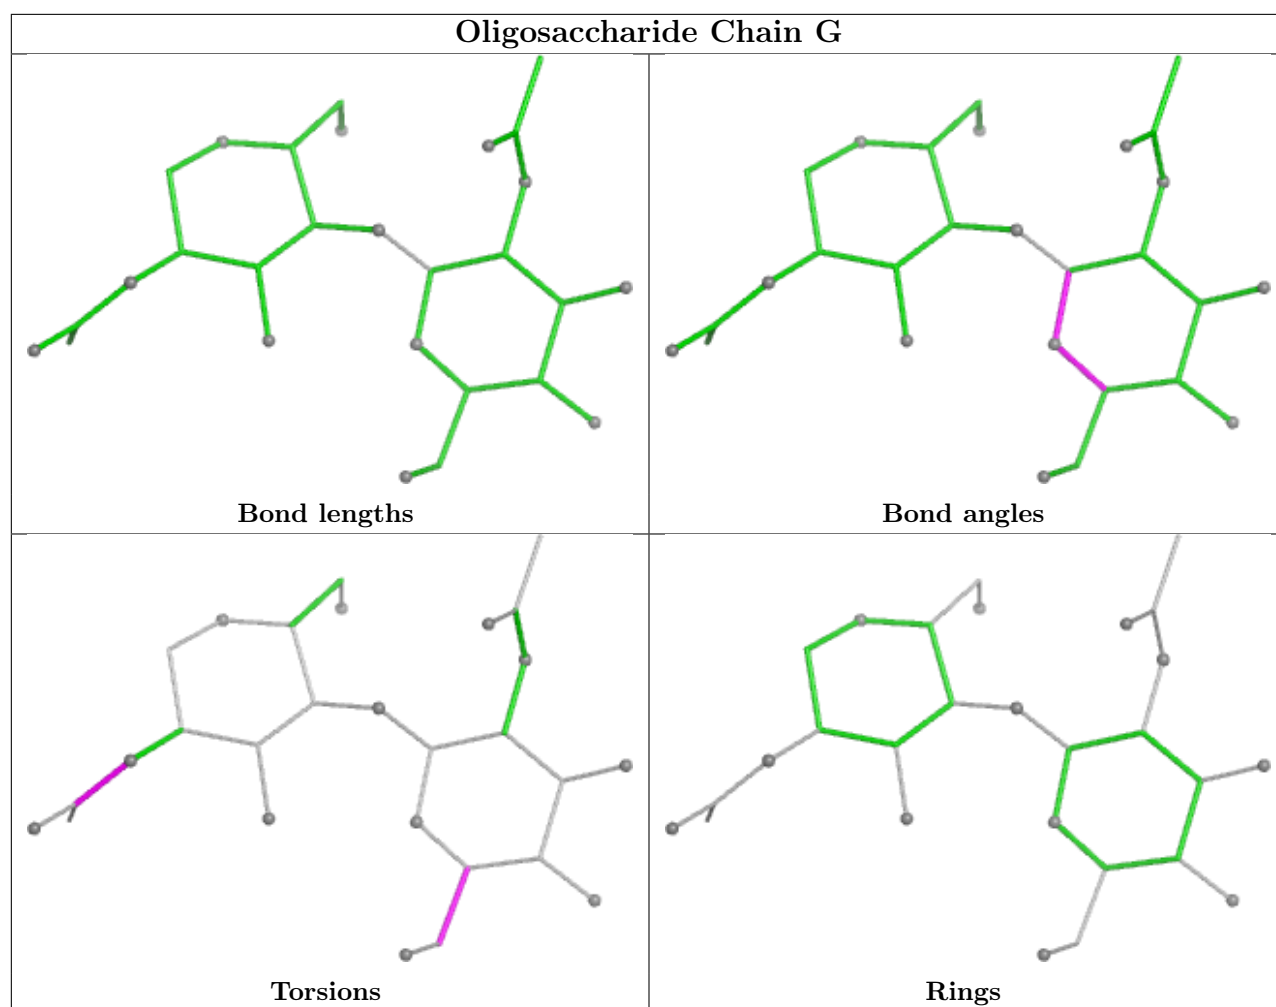 Oligosaccharide Chain G
Bond lengths
Bond angles
Torsions
Rings